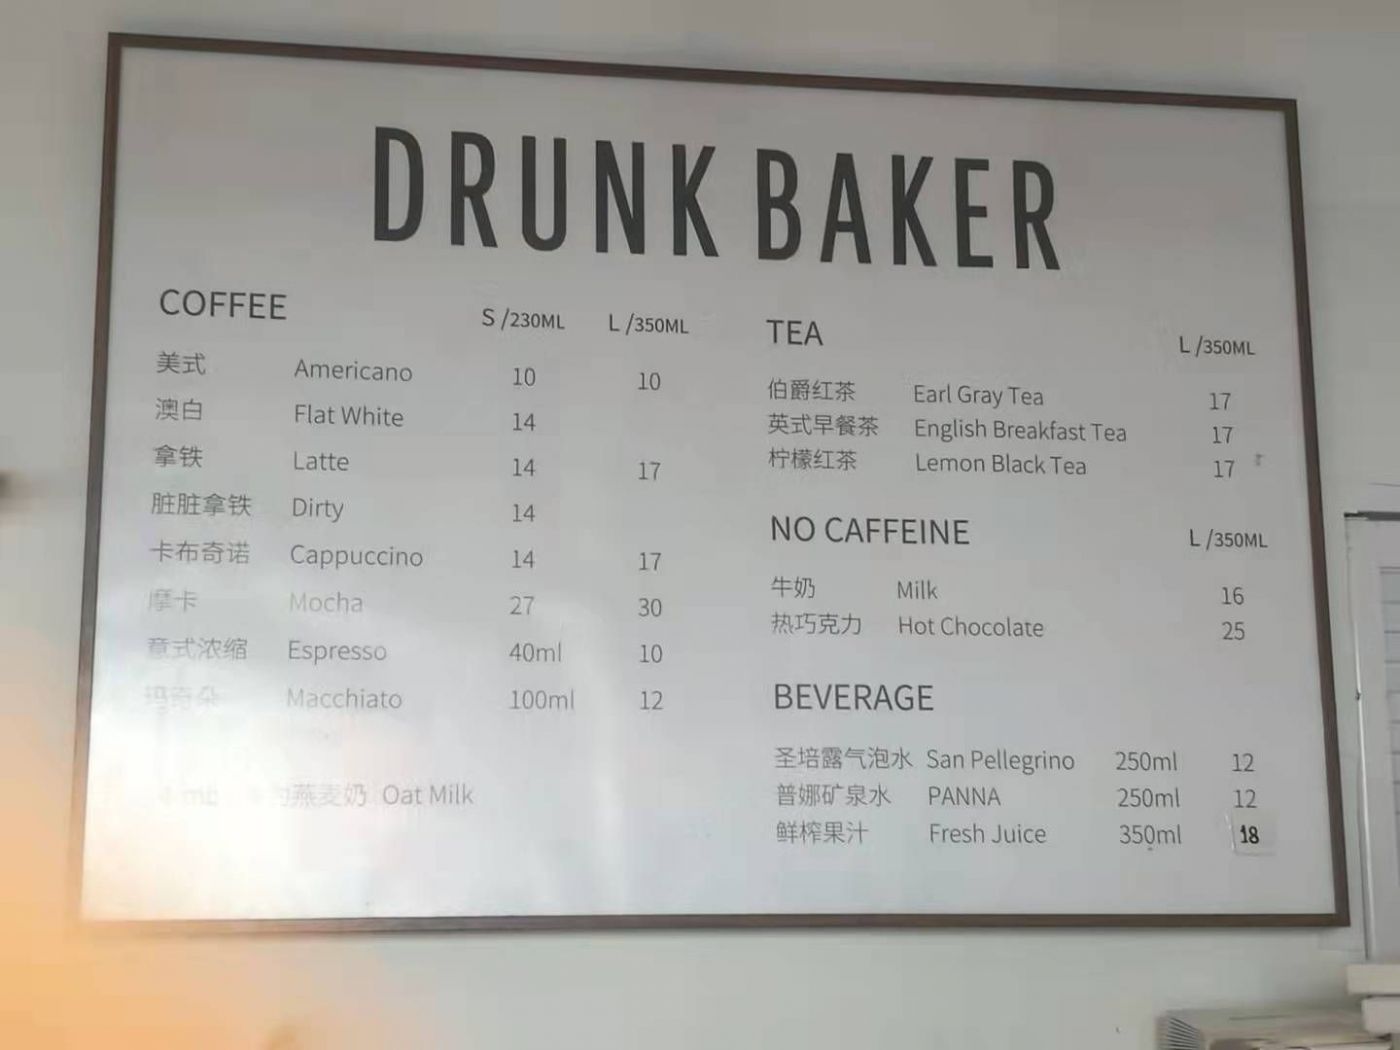 DRUNK BAKER
COFFEE S /230ML L /350ML
美式 Americano 10 10
澳白 Flat White 14
拿铁 Latte 14 17
脏脏拿铁 Dirty 14
卡布奇诺 Cappuccino 14 17
摩卡 Mocha 27 30
意式浓缩 Espresso 40ml 10
玛奇朵 Macchiato 100ml 12
燕麦奶 Oat Milk
TEA L /350ML
伯爵红茶 Earl Gray Tea 17
英式早餐茶 English Breakfast Tea 17
柠檬红茶 Lemon Black Tea 17
NO CAFFEINE L /350ML
牛奶 Milk 16
热巧克力 Hot Chocolate 25
BEVERAGE
圣培露气泡水 San Pellegrino 250ml 12
普娜矿泉水 PANNA 250ml 12
鲜榨果汁 Fresh Juice 350ml 18